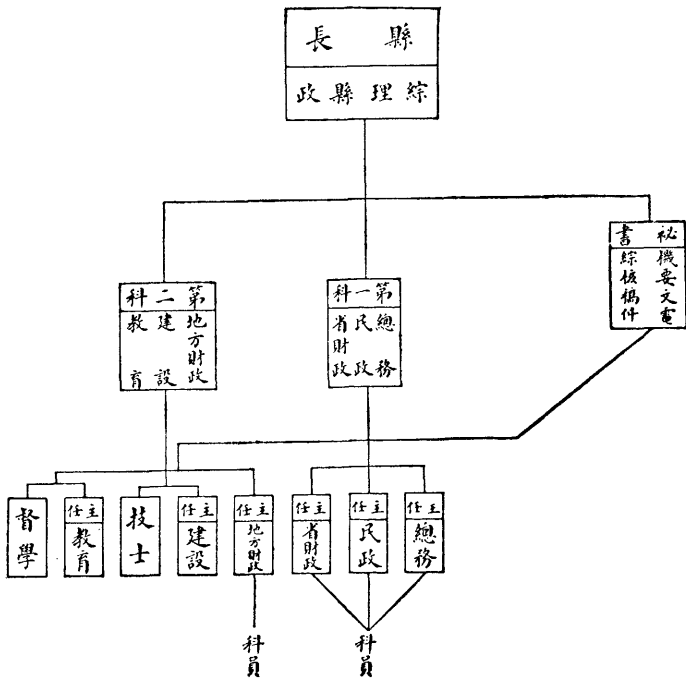 縣長
綜理縣政
祕書
機要文電
綜核稿件
第一科
總務
民政
省財政
第二科
地方財政
建設
教育
主任
總務
主任
民政
主任
省財政
主任
地方財政
主任
建設
技士
主任
教育
督學
科員
科員